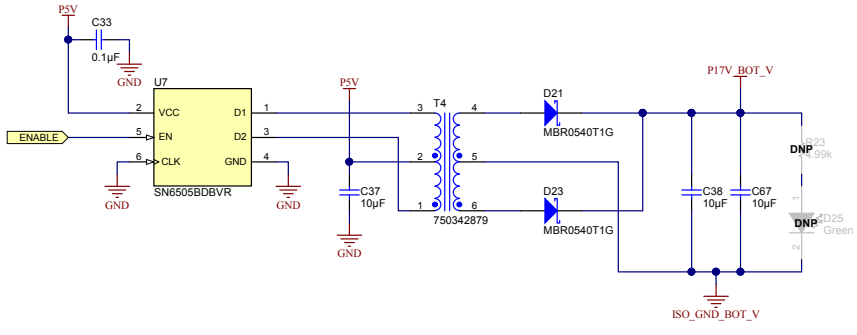 P5V
C33
0.1µF
GND
U7
P5V
P17V_BOT_V
2
VCC
D1
1
3
T4
4
D21
MBR0540T1G
ENABLE
5
EN
D2
3
R23
4.99k
DNP
6
CLK
GND
4
2
5
SN6505BDBVR
GND
GND
C37
10µF
C38
10µF
C67
10µF
1
D23
1
6
750342879
MBR0540T1G
DNP
D25
Green
2
GND
ISO_GND_BOT_V